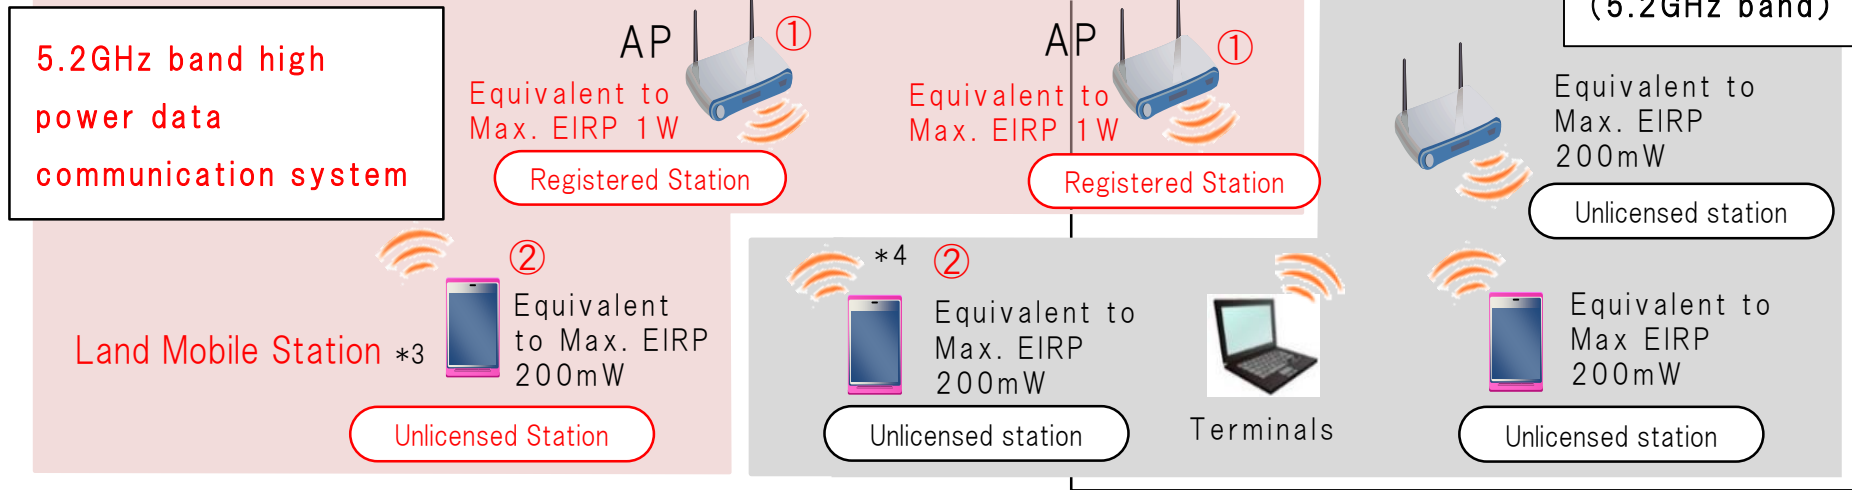 (5.2GHz band)
5.2GHz band high
power data
communication system
AP ①
Equivalent to
Max. EIRP 1W
Registered Station
AP ①
Equivalent to
Max. EIRP 1W
Registered Station
Equivalent to
Max. EIRP
200mW
Unlicensed station
Land Mobile Station *3
②
Equivalent
to Max. EIRP
200mW
Unlicensed Station
*4 ②
Equivalent to
Max. EIRP
200mW
Unlicensed station
Terminals
Equivalent to
Max EIRP
200mW
Unlicensed station